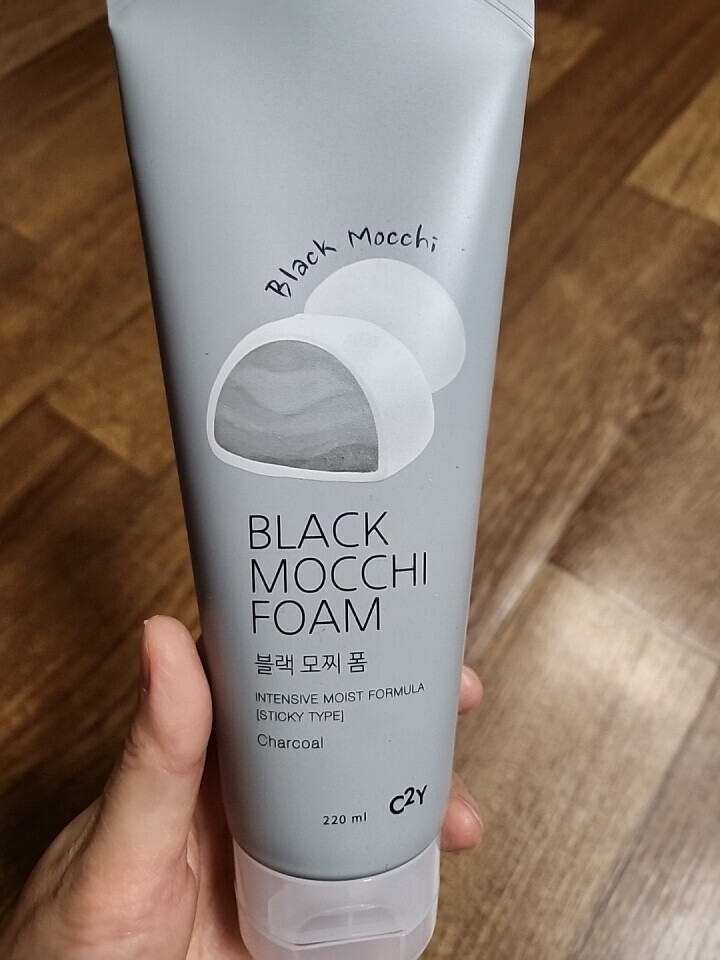 Black Mocchi
BLACK
MOCCHI
FOAM
블랙 모찌 폼
INTENSIVE MOIST FORMULA
[STICKY TYPE]
Charcoal
220 ml
C2Y